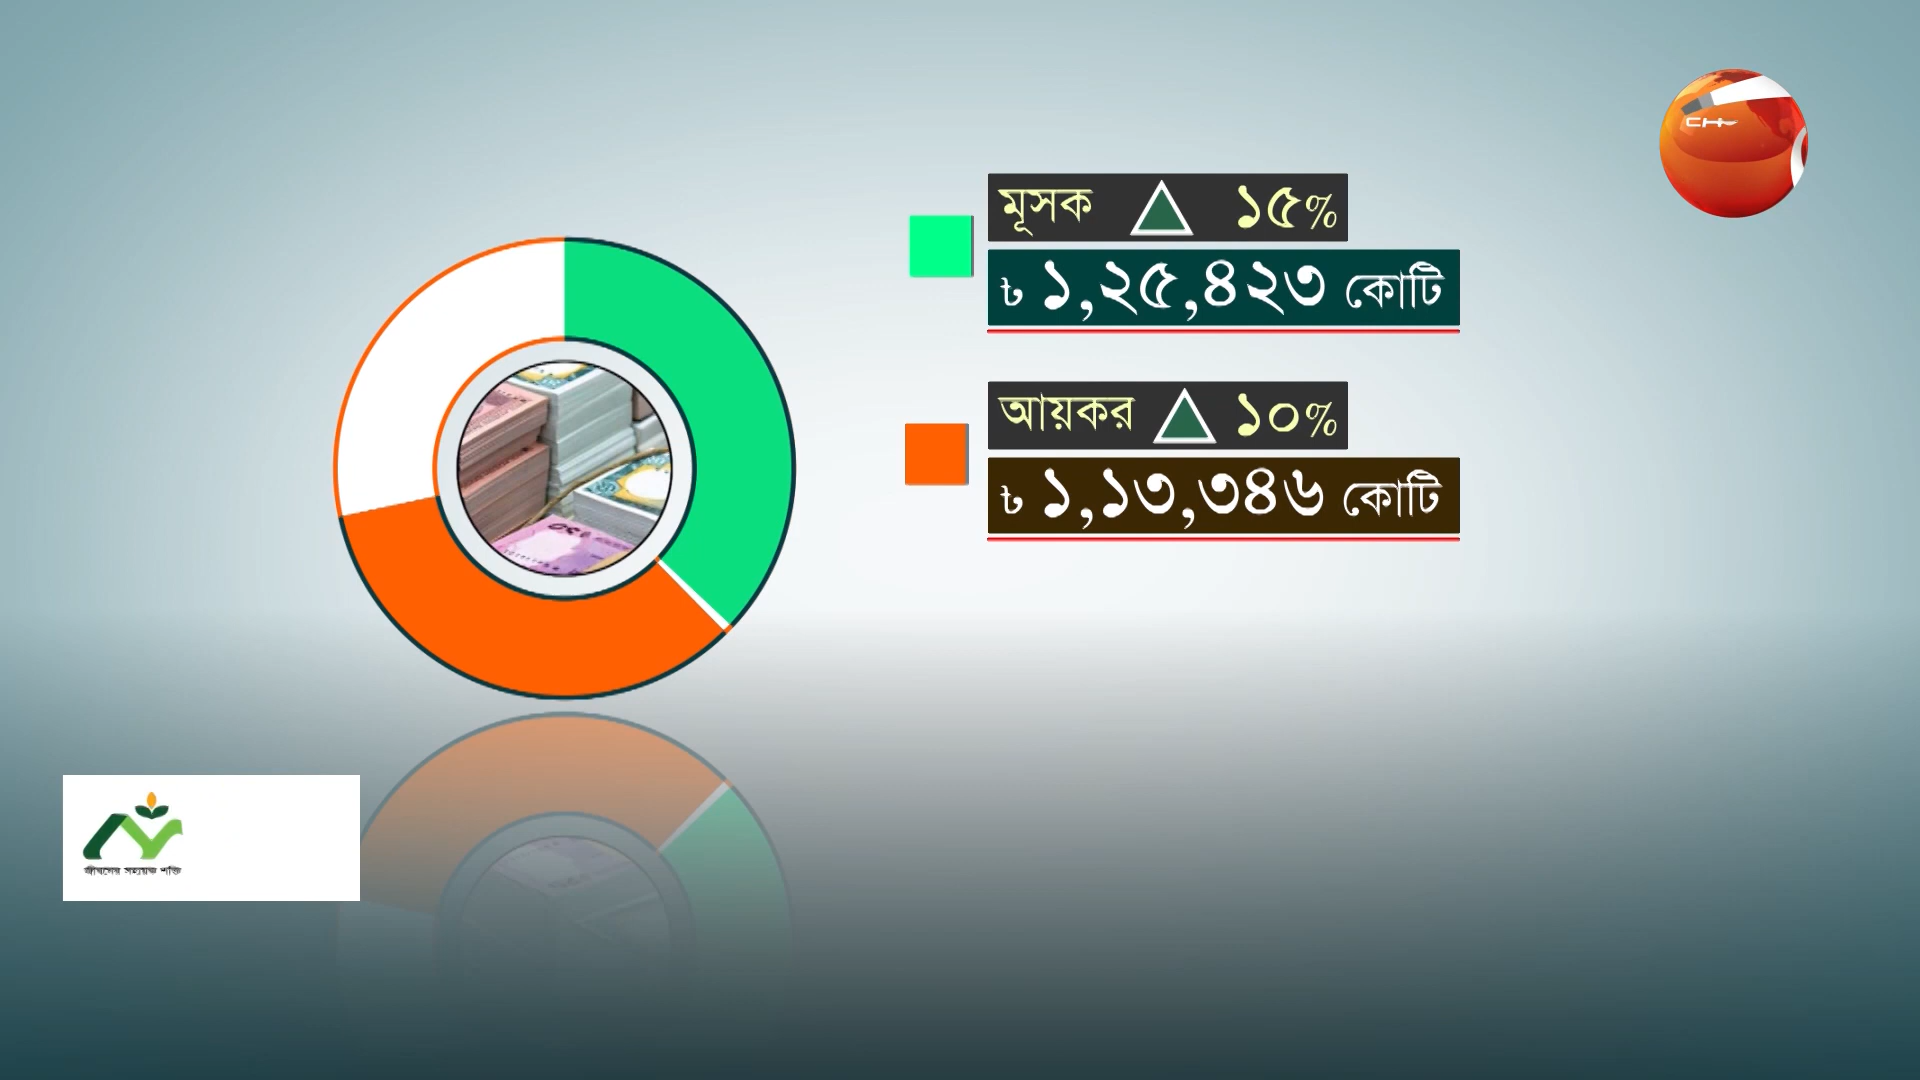 মূসক ১৫%
৳ ১,২৫,৪২৩ কোটি
আয়কর ১০%
৳ ১,১৩,৩৪৬ কোটি